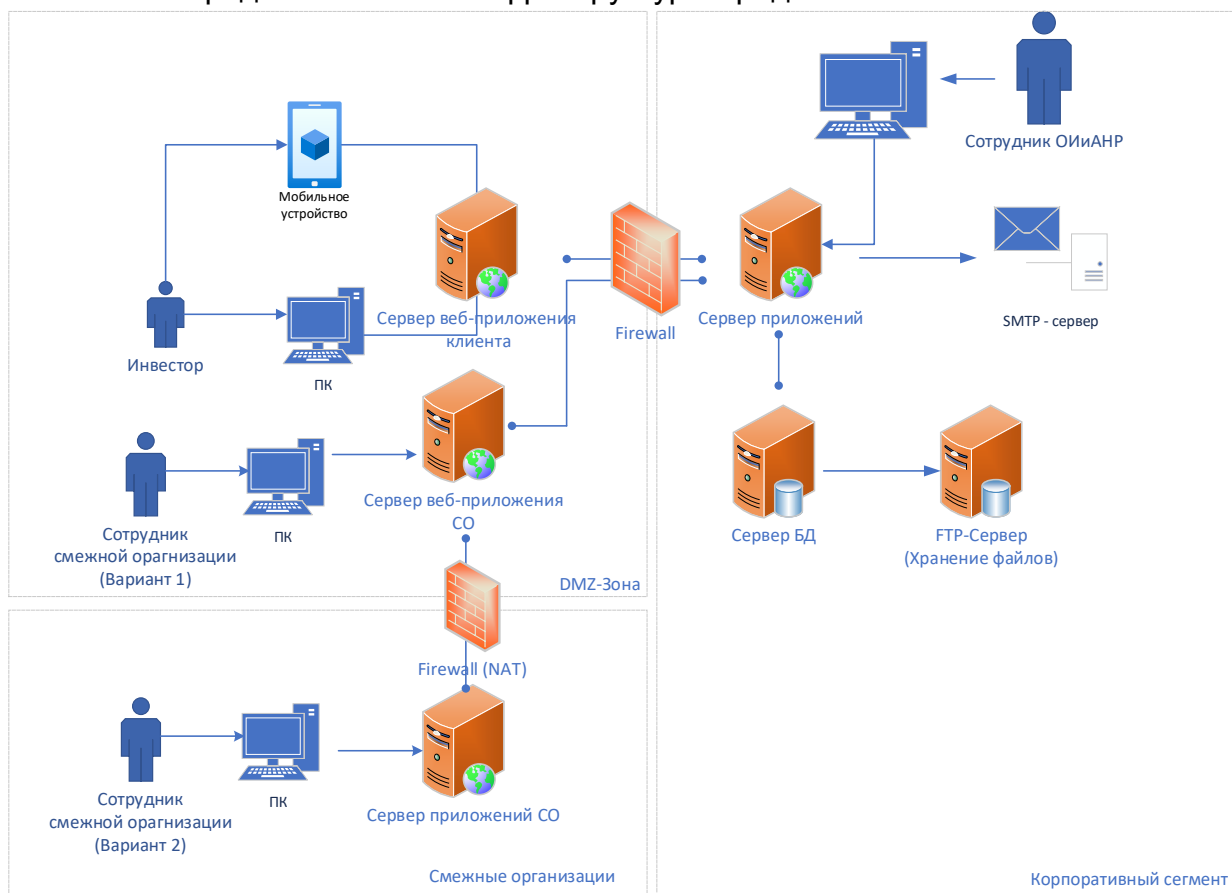 Сотрудник ОИиАНР
Мобильное
устройство
Сервер веб-приложения
клиента
Firewall
Сервер приложений
SMTP - сервер
Инвестор
ПК
Сервер веб-приложения
СО
Сервер БД
FTP-Сервер
(Хранение файлов)
Сотрудник
смежной орагнизации
(Вариант 1)
ПК
DMZ-Зона
Firewall (NAT)
Сотрудник
смежной орагнизации
(Вариант 2)
ПК
Сервер приложений СО
Смежные организации
Корпоративный сегмент